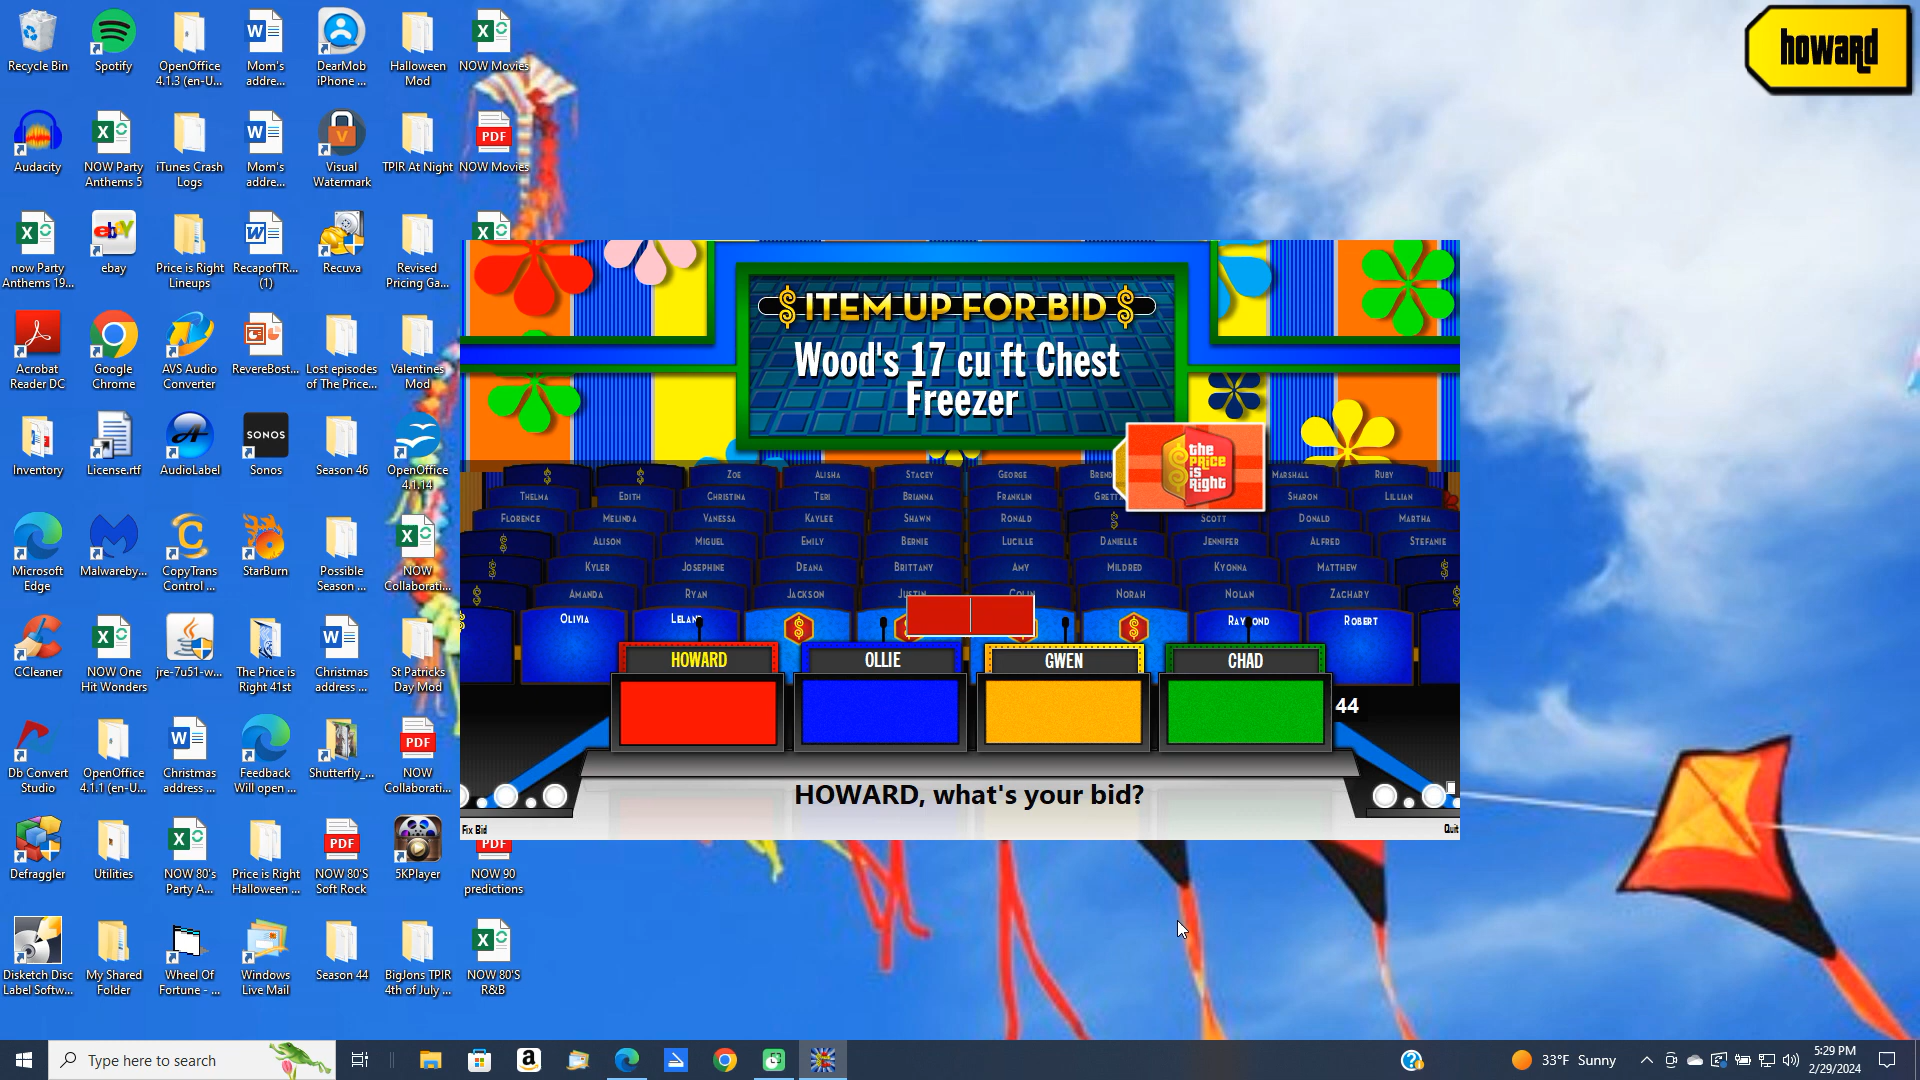 Recycle Bin
Spotify
OpenOffice
4.1.3 (en-U...
Mom's
addre...
DearMob
iPhone ...
Halloween
Mod
NOW Movies
howard
Audacity
NOW Party
Anthems 5
iTunes Crash
Logs
Mom's
addre...
Visual
Watermark
TPIR At Night
PDF
NOW Movies
now Party
Anthems 19...
ebay
Price is Right
Lineups
RecapofTR...
(1)
Recuva
Revised
Pricing Ga...
Acrobat
Reader DC
Google
Chrome
AVS Audio
Converter
RevereBost...
Lost episodes
of The Price...
Valentines
Mod
Inventory
License.rtf
AudioLabel
SONOS
Sonos
Season 46
OpenOffice
4.1.14
Microsoft
Edge
Malwareby...
CopyTrans
Control ...
StarBurn
Possible
Season ...
NOW
Collaborati...
CCleaner
NOW One
Hit Wonders
jre-7u51-w...
The Price is
Right 41st
Christmas
address ...
St Patricks
Day Mod
Db Convert
Studio
OpenOffice
4.1.1 (en-U...
Christmas
address ...
Feedback
Will open ...
Shutterfly_...
PDF
NOW
Collaborati...
Defraggler
Utilities
NOW 80's
Party A...
Price is Right
Halloween ...
PDF
NOW 80'S
Soft Rock
5KPlayer
PDF
NOW 90
predictions
Disketch Disc
Label Softw...
My Shared
Folder
Wheel Of
Fortune - ...
Windows
Live Mail
Season 44
BigJons TPIR
4th of July ...
NOW 80'S
R&B
$ ITEM UP FOR BID $
Wood's 17 cu ft Chest
Freezer
the
PRICE
is
Right
ZOE ALISHA STACEY GEORGE MARSHALL RUBY
THELMA EDITH CHRISTINA TERI BRIANNA FRANKLIN SHARON LILLIAN
FLORENCE MELINDA VANESSA KAYLEE SHAWN RONALD SCOTT DONALD MARTHA
ALISON MIGUEL EMILY BERNIE LUCILLE DANIELLE JENNIFER ALFRED STEFANIE
KYLER JOSEPHINE DEANA BRITTANY AMY MILDRED KYONNA MATTHEW
AMANDA RYAN JACKSON JUSTIN COLIN NORAH NOLAN ZACHARY
OLIVIA LELAN RAYMOND ROBERT
HOWARD OLLIE GWEN CHAD
44
HOWARD, what's your bid?
Fix Bid
Quit
Type here to search
33°F Sunny
5:29 PM
2/29/2024